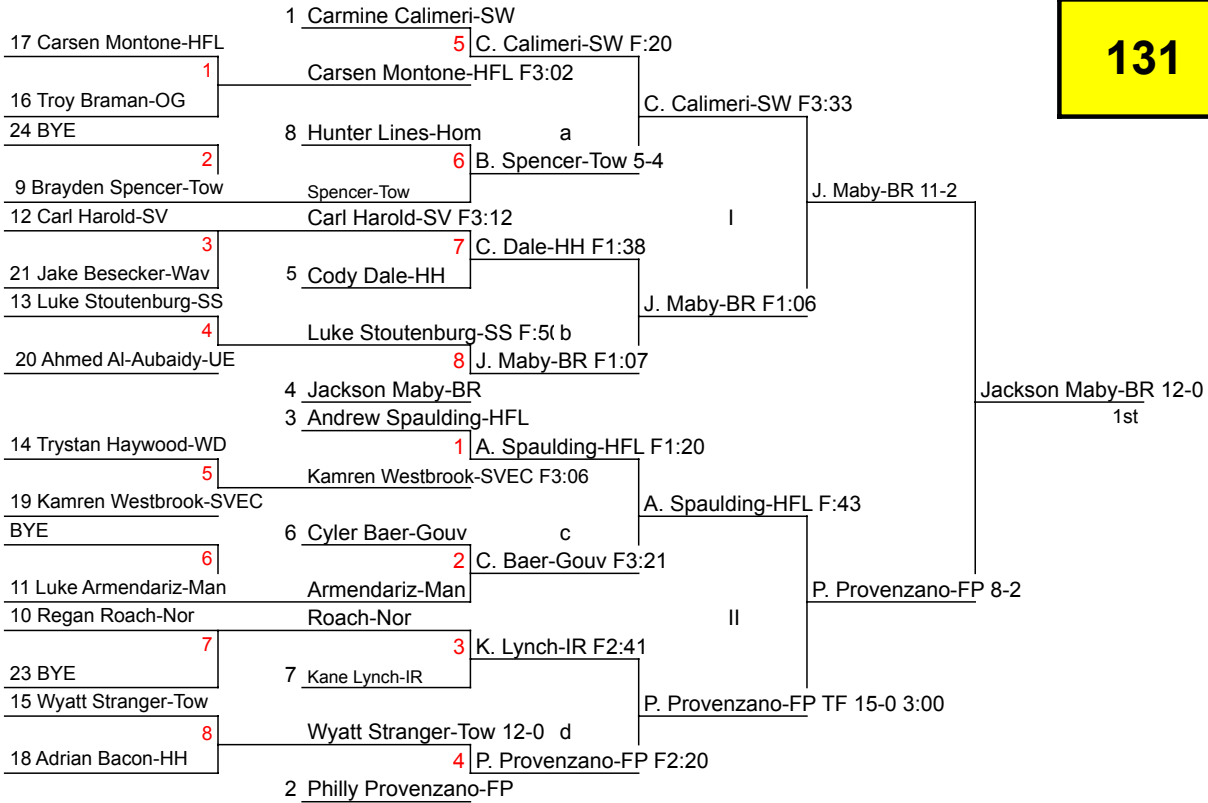 1 Carmine Calimeri-SW
131
17 Carsen Montone-HFL
5 C. Calimeri-SW F:20
1
Carsen Montone-HFL F3:02
16 Troy Braman-OG
C. Calimeri-SW F3:33
24 BYE
8 Hunter Lines-Hom a
2
6 B. Spencer-Tow 5-4
9 Brayden Spencer-Tow
Spencer-Tow
J. Maby-BR 11-2
12 Carl Harold-SV
Carl Harold-SV F3:12
I
3
7 C. Dale-HH F1:38
21 Jake Besecker-Wav
5 Cody Dale-HH
13 Luke Stoutenburg-SS
J. Maby-BR F1:06
4
Luke Stoutenburg-SS F:50 b
20 Ahmed Al-Aubaidy-UE
8 J. Maby-BR F1:07
4 Jackson Maby-BR
Jackson Maby-BR 12-0
1st
3 Andrew Spaulding-HFL
14 Trystan Haywood-WD
1 A. Spaulding-HFL F1:20
5
Kamren Westbrook-SVEC F3:06
19 Kamren Westbrook-SVEC
A. Spaulding-HFL F:43
BYE
6 Cyler Baer-Gouv c
6
2 C. Baer-Gouv F3:21
11 Luke Armendariz-Man
Armendariz-Man
P. Provenzano-FP 8-2
10 Regan Roach-Nor
Roach-Nor
II
7
3 K. Lynch-IR F2:41
23 BYE
7 Kane Lynch-IR
15 Wyatt Stranger-Tow
P. Provenzano-FP TF 15-0 3:00
8
Wyatt Stranger-Tow 12-0 d
18 Adrian Bacon-HH
4 P. Provenzano-FP F2:20
2 Philly Provenzano-FP